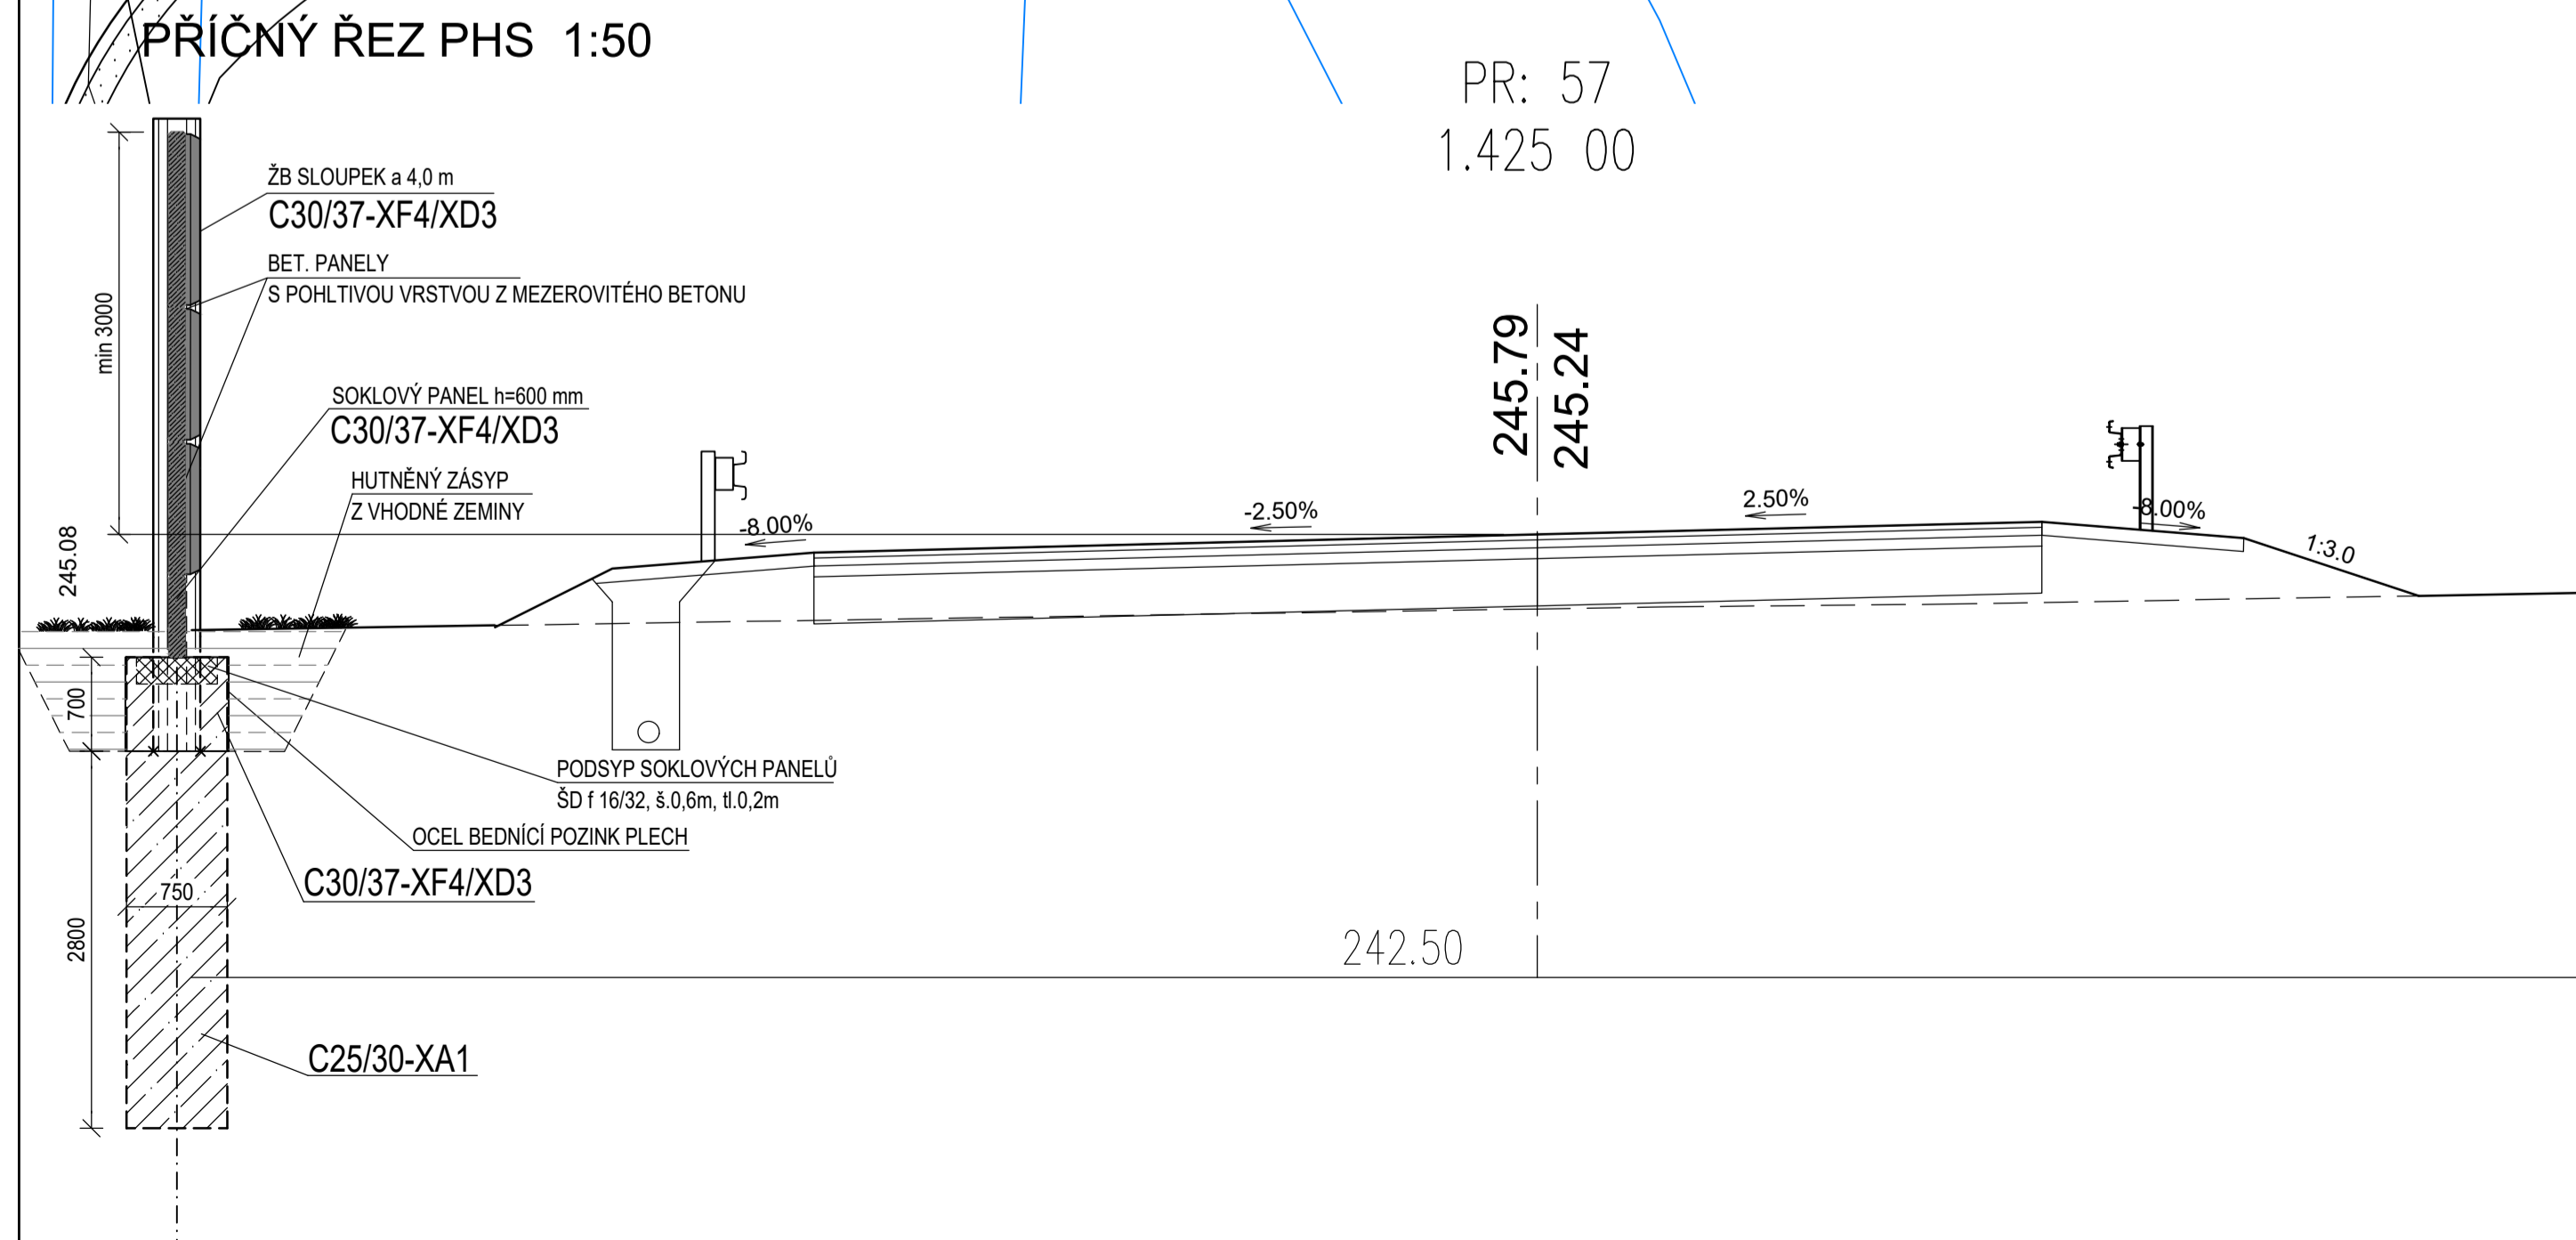 PŘÍČNÝ ŘEZ PHS 1:50
PR: 57
1.425 00
ŽB SLOUPEK a 4,0 m
C30/37-XF4/XD3
BET. PANELY
S POHLTIVOU VRSTVOU Z MEZEROVITÉHO BETONU
min 3000
SOKLOVÝ PANEL h=600 mm
C30/37-XF4/XD3
HUTNĚNÝ ZÁSYP
Z VHODNÉ ZEMINY
245.08
245.79
245.24
-8.00%
-2.50%
2.50%
-8.00%
1:3.0
700
PODSYP SOKLOVÝCH PANELŮ
ŠD f 16/32, š.0,6m, tl.0,2m
OCEL BEDNÍCÍ POZINK PLECH
C30/37-XF4/XD3
750
2800
242.50
C25/30-XA1